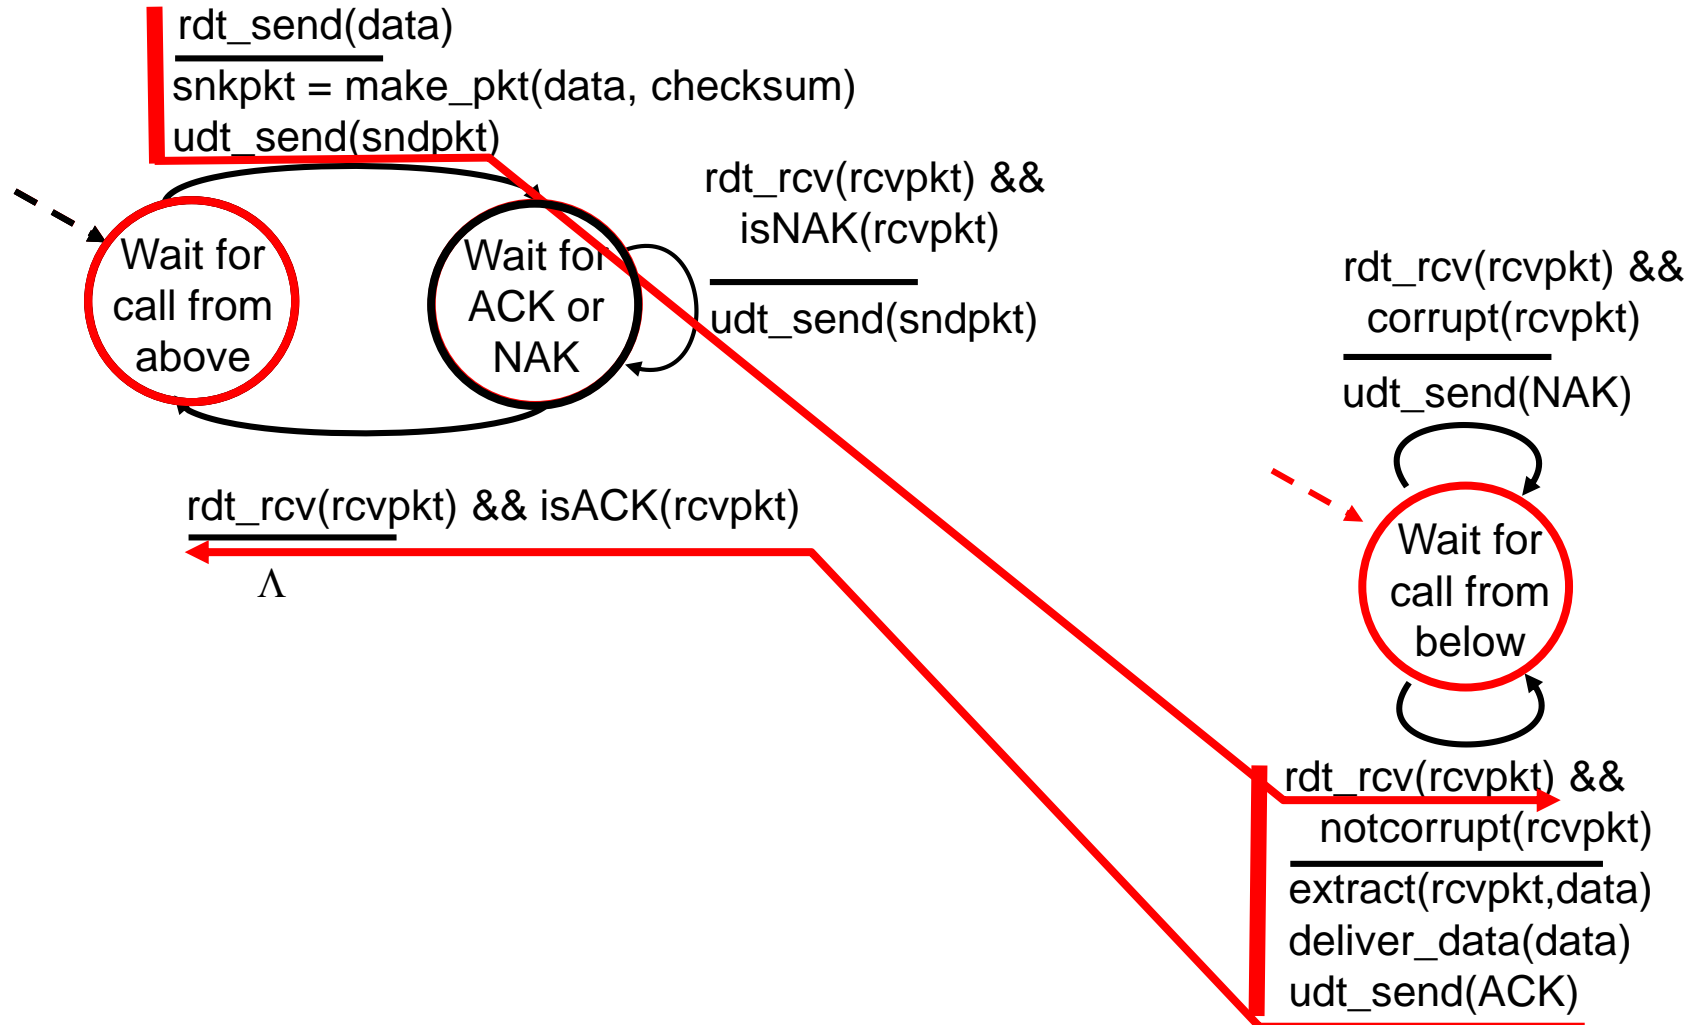 rdt_send(data)
snkpkt = make_pkt(data, checksum)
udt_send(sndpkt)
rdt_rcv(rcvpkt) &&
isNAK(rcvpkt)
udt_send(sndpkt)
Wait for
call from
above
Wait for
ACK or
NAK
rdt_rcv(rcvpkt) && isACK(rcvpkt)
Λ
rdt_rcv(rcvpkt) &&
corrupt(rcvpkt)
udt_send(NAK)
Wait for
call from
below
rdt_rcv(rcvpkt) &&
notcorrupt(rcvpkt)
extract(rcvpkt,data)
deliver_data(data)
udt_send(ACK)